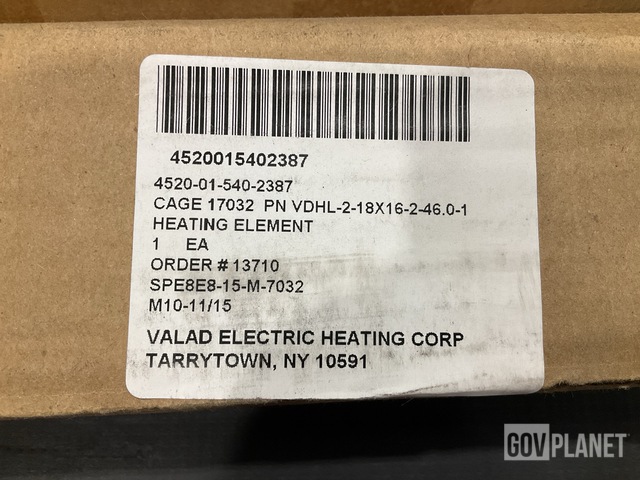 4520015402387
4520-01-540-2387
CAGE 17032 PN VDHL-2-18X16-2-46.0-1
HEATING ELEMENT
1 EA
ORDER # 13710
SPE8E8-15-M-7032
M10-11/15
VALAD ELECTRIC HEATING CORP
TARRYTOWN, NY 10591
GOVPLANET